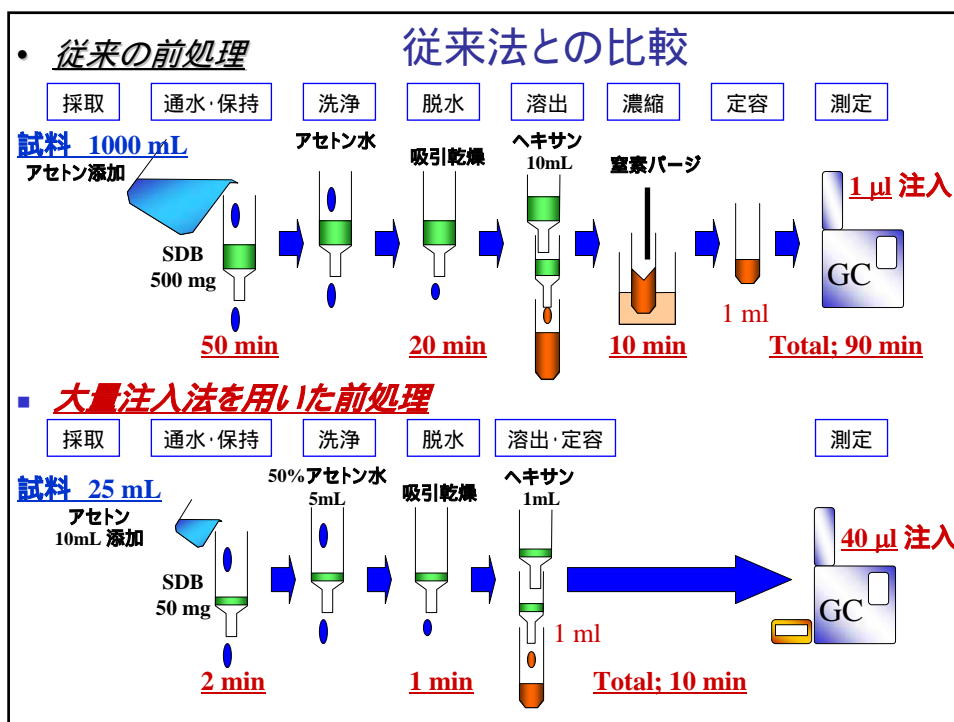 従来法との比較
• 従来の前処理
採取 通水・保持 洗浄 脱水 溶出 濃縮 定容 測定
試料 1000 mL
アセトン添加
SDB
500 mg
アセトン水
吸引乾燥
ヘキサン
10mL
窒素パージ
1 ml
1 µl 注入
GC
50 min 20 min 10 min Total; 90 min
■ 大量注入法を用いた前処理
採取 通水・保持 洗浄 脱水 溶出・定容 測定
試料 25 mL
アセトン
10mL 添加
SDB
50 mg
50%アセトン水
5mL
吸引乾燥
ヘキサン
1mL
1 ml
40 µl 注入
GC
2 min 1 min Total; 10 min